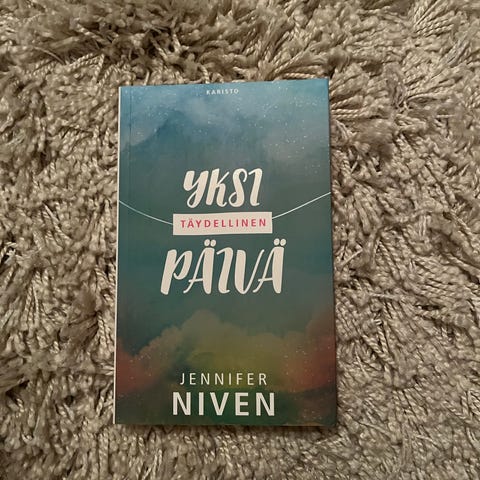 KARISTO
YKSI
TÄYDELLINEN
PÄIVÄ
JENNIFER
NIVEN